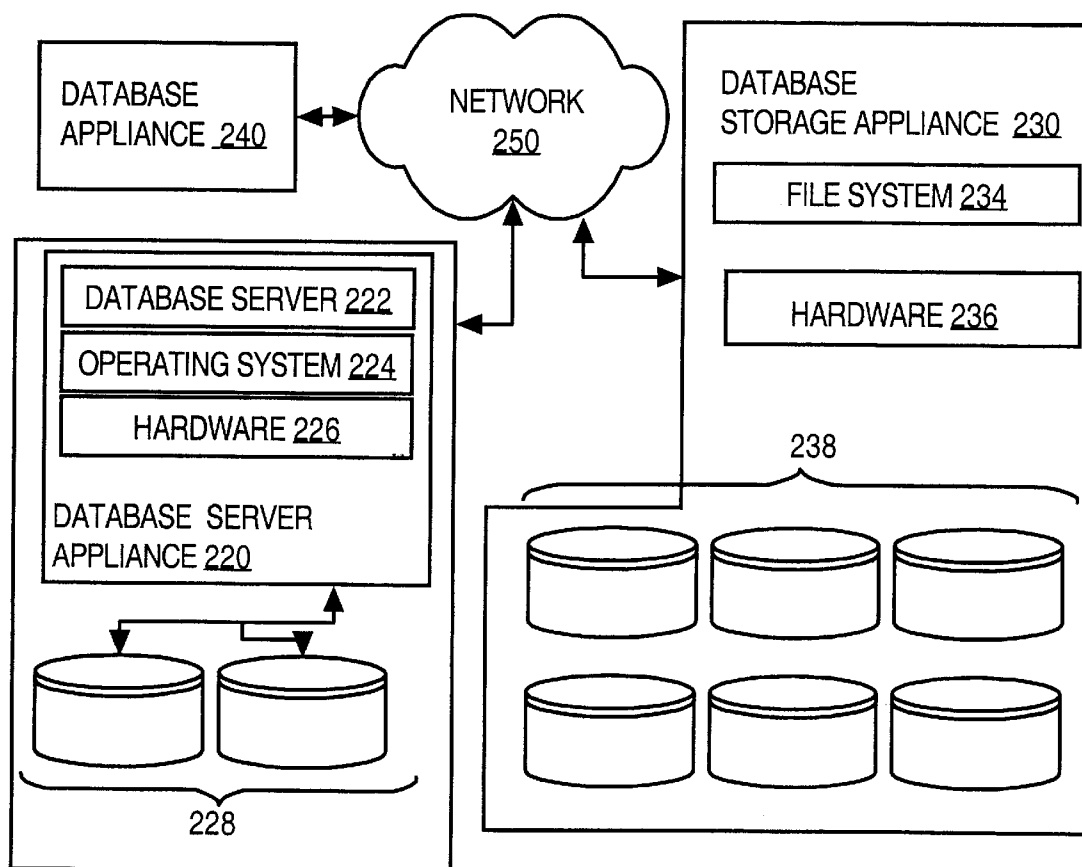 DATABASE
APPLIANCE 240
NETWORK
250
DATABASE
STORAGE APPLIANCE 230
FILE SYSTEM 234
HARDWARE 236
DATABASE SERVER 222
OPERATING SYSTEM 224
HARDWARE 226
DATABASE SERVER
APPLIANCE 220
238
228